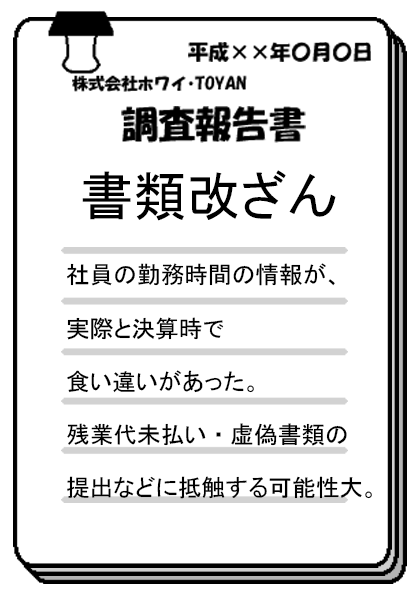 平成××年〇月〇日
株式会社ホワイ・TOYAN
調査報告書
書類改ざん
社員の勤務時間の情報が、
実際と決算時で
食い違いがあった。
残業代未払い・虚偽書類の
提出などに抵触する可能性大。